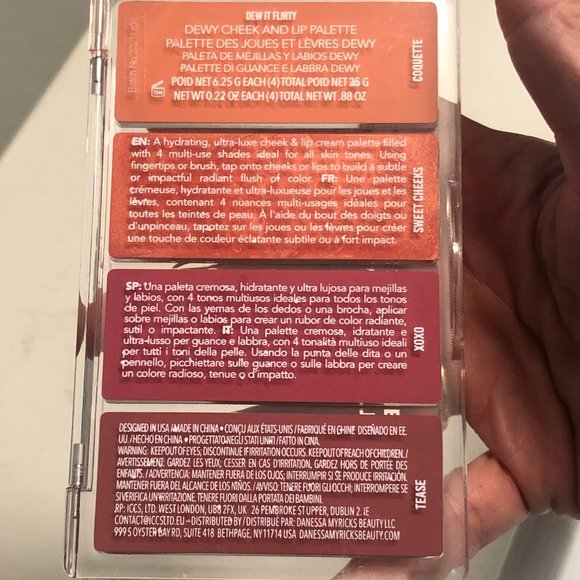 DEW IT FLIRTY
DEWY CHEEK AND LIP PALETTE
PALETTE DES JOUES ET LÈVRES DEWY
PALETA DE MEJILLAS Y LABIOS DEWY
PALETTE DI GUANCE E LABBRA DEWY
POID NET 6.25 G EACH (4) TOTAL POID NET 25 G
NET WT 0.22 OZ EACH (4) TOTAL NET WT .88 OZ
12M
Batch No
COQUETTE
EN: A hydrating, ultra-luxe cheek & lip cream palette filled
with 4 multi-use shades ideal for all skin tones. Using
fingertips or brush, tap onto cheeks or lips to build a subtle
or impactful radiant flush of color. FR: Une palette
crémeuse, hydratante et ultra-luxueuse pour les joues et les
lèvres, contenant 4 nuances multi-usages idéales pour
toutes les teintes de peau. À l'aide du bout des doigts ou
d'un pinceau, tapotez sur les joues ou les lèvres pour créer
une touche de couleur éclatante subtile ou à fort impact.
SWEET CHEEKS
SP: Una paleta cremosa, hidratante y ultra lujosa para mejillas
y labios, con 4 tonos multiusos ideales para todos los tonos
de piel. Con las yemas de los dedos o una brocha, aplicar
sobre mejillas o labios para crear un rubor de color radiante,
sutil o impactante. IT: Una palette cremosa, idratante e
ultra-lusso per guance e labbra, con 4 tonalità multiuso ideali
per tutti i toni della pelle. Usando la punta delle dita o un
pennello, picchiettare sulle guance o sulle labbra per creare
un colore radioso, tenue o d'impatto.
XOXO
DESIGNED IN USA /MADE IN CHINA • CONÇU AUX ÉTATS-UNIS / FABRIQUÉ EN CHINE DISEÑADO EN EE.
UU. / HECHO EN CHINA • PROGETTATO NEGLI STATI UNITI / FATTO IN CINA.
WARNING: KEEP OUT OF EYES; DISCONTINUE IF IRRITATION OCCURS. KEEP OUT OF REACH OF CHILDREN. /
AVERTISSEMENT: GARDEZ LES YEUX; CESSER EN CAS D'IRRITATION, GARDEZ HORS DE PORTÉE DES
ENFANTS. / ADVERTENCIA: MANTENER FUERA DE LOS OJOS; INTERRUMPIR SI SE PRODUCE IRRITACIÓN.
MANTENER FUERA DEL ALCANCE DE LOS NIÑOS. / AVVISO: TENERE FUORI GLI OCCHI; INTERROMPERE SE
SI VERIFICA UN'IRRITAZIONE. TENERE FUORI DALLA PORTATA DEI BAMBINI.
RP: ICCS, LTD. WEST LONDON, UB8 2FX, UK 26 PEMBROKE ST UPPER, DUBLIN 2. IE
CONTACT@ICCSLTD.EU • DISTRIBUTED BY / DISTRIBUÉ PAR: DANESSA MYRICKS BEAUTY LLC
999 S OYSTER BAY RD, SUITE 418 BETHPAGE, NY 11714 USA DANESSAMYRICKSBEAUTY.COM
TEASE